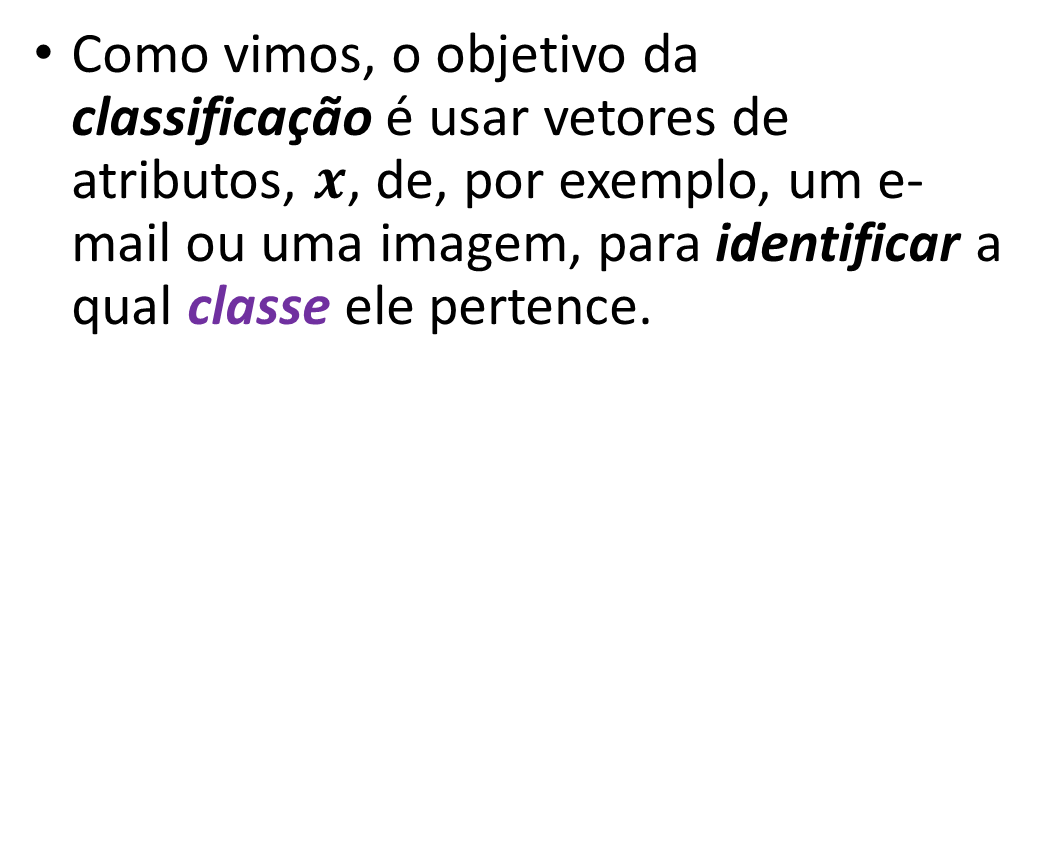 • Como vimos, o objetivo da
classificação é usar vetores de
atributos, x, de, por exemplo, um e-
mail ou uma imagem, para identificar a
qual classe ele pertence.